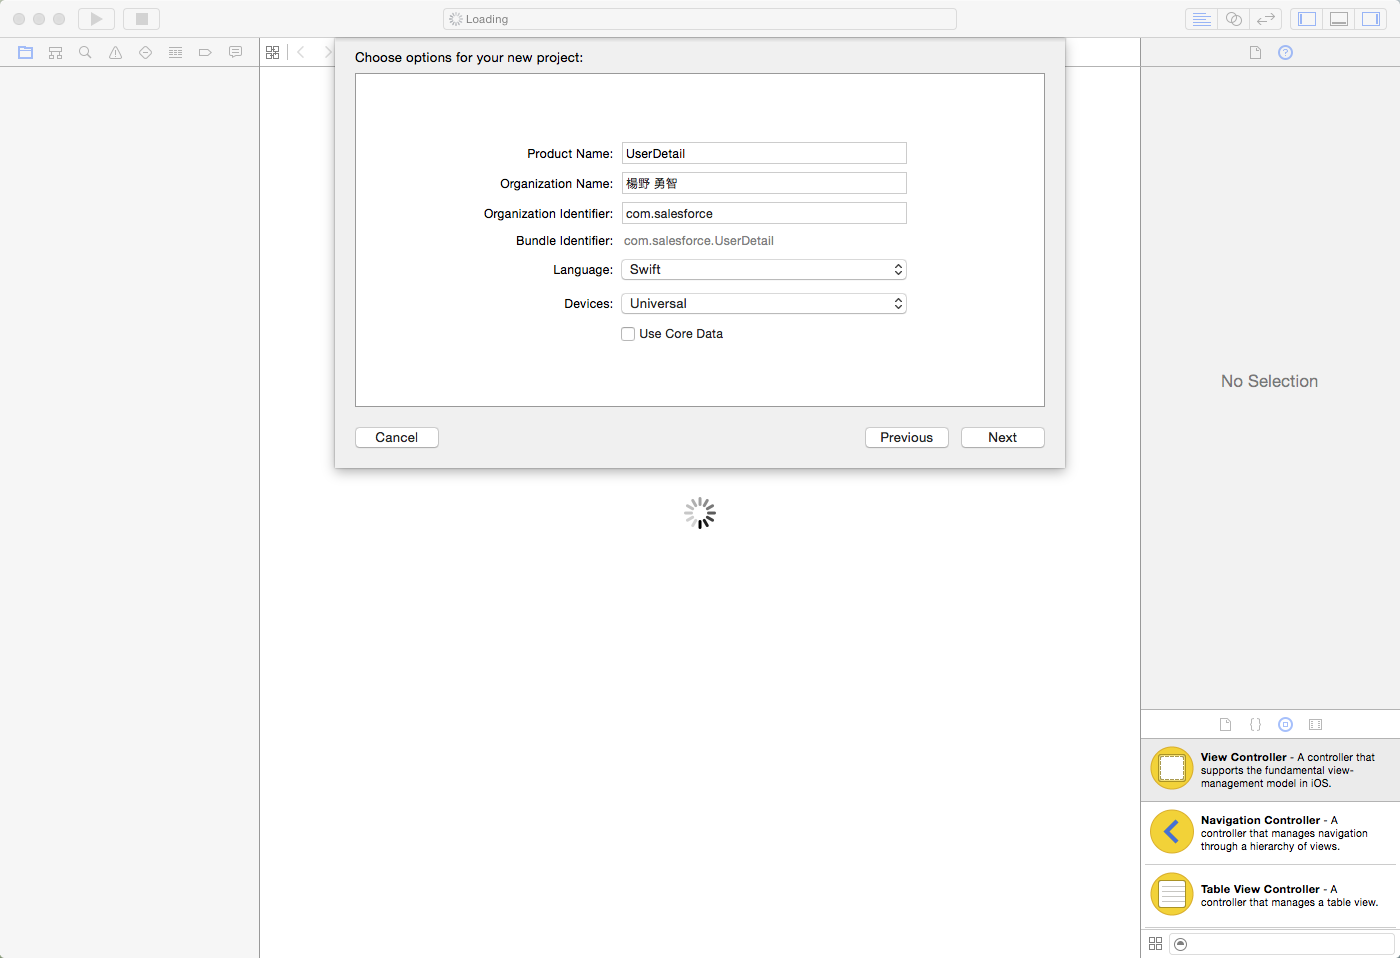 Loading
Choose options for your new project:
Product Name: UserDetail
Organization Name: 楊野 勇智
Organization Identifier: com.salesforce
Bundle Identifier: com.salesforce.UserDetail
Language: Swift
Devices: Universal
Use Core Data
Cancel Previous Next
No Selection
View Controller - A controller that
supports the fundamental view-
management model in iOS.
Navigation Controller - A
controller that manages navigation
through a hierarchy of views.
Table View Controller - A
controller that manages a table view.